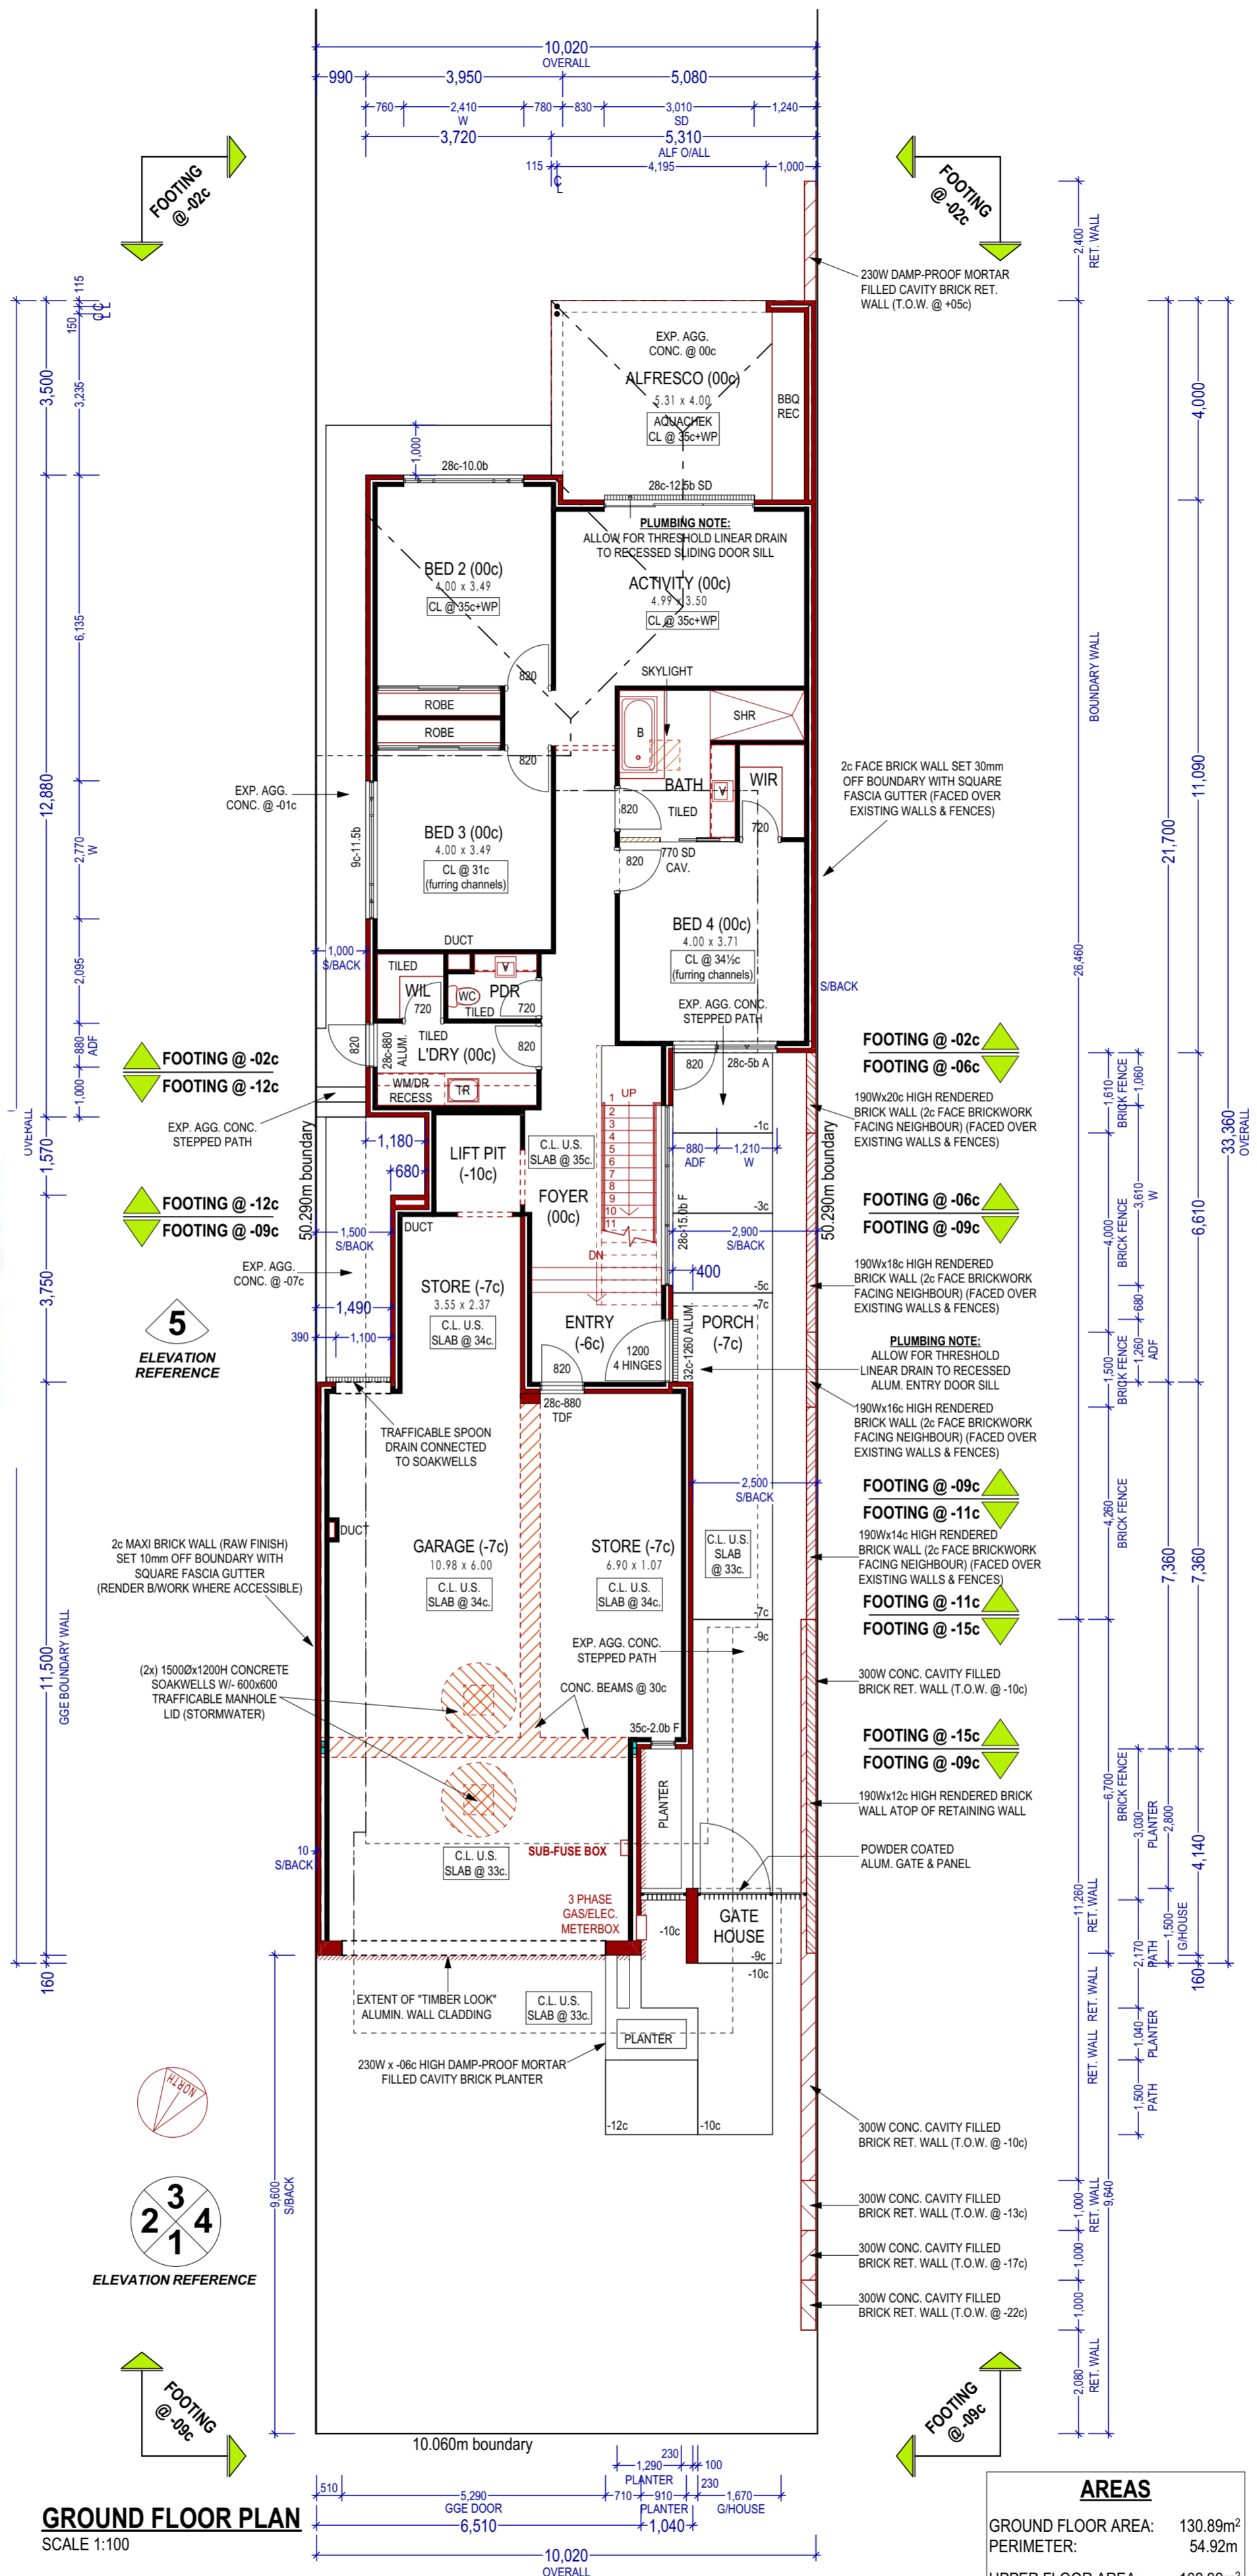 10,020
OVERALL
990
3,950
5,080
760
2,410
W
780
830
3,010
SD
1,240
3,720
5,310
ALF O/ALL
115
4,195
1,000
FOOTING
@ -02c
FOOTING
@ -02c
2,400
RET. WALL
230W DAMP-PROOF MORTAR
FILLED CAVITY BRICK RET.
WALL (T.O.W. @ +05c)
115
150
3,500
3,235
EXP. AGG.
CONC. @ 00c
ALFRESCO (00c)
5.31 x 4.00
AQUACHEK
CL @ 35c+WP
BBQ
REC
4,000
1,000
28c-10.0b
28c-12.5b SD
PLUMBING NOTE:
ALLOW FOR THRESHOLD LINEAR DRAIN
TO RECESSED SLIDING DOOR SILL
BED 2 (00c)
4.00 x 3.49
CL @ 35c+WP
ACTIVITY (00c)
4.99 x 3.50
CL @ 35c+WP
6,135
BOUNDARY WALL
820
SKYLIGHT
ROBE
ROBE
SHR
B
820
BATH
TILED
V
WIR
720
820
12,880
EXP. AGG.
CONC. @ -01c
2c FACE BRICK WALL SET 30mm
OFF BOUNDARY WITH SQUARE
FASCIA GUTTER (FACED OVER
EXISTING WALLS & FENCES)
11,090
21,700
2,770
W
9c-11.5b
BED 3 (00c)
4.00 x 3.49
CL @ 31c
(furring channels)
820
770 SD
CAV.
BED 4 (00c)
4.00 x 3.71
CL @ 34½c
(furring channels)
DUCT
1,000
S/BACK
26,460
S/BACK
2,095
TILED
WIL
720
V
WC
PDR
TILED
720
EXP. AGG. CONC.
STEPPED PATH
880
ADF
820
28c-880
ALUM.
TILED
L'DRY (00c)
820
WM/DR
RECESS
TR
FOOTING @ -02c
FOOTING @ -12c
1,000
FOOTING @ -02c
FOOTING @ -06c
820
28c-5b A
1,610
BRICK FENCE
1,060
EXP. AGG. CONC.
STEPPED PATH
190Wx20c HIGH RENDERED
BRICK WALL (2c FACE BRICKWORK
FACING NEIGHBOUR) (FACED OVER
EXISTING WALLS & FENCES)
UP
1
2
3
4
5
6
7
8
9
10
11
DN
-1c
OVERALL
1,570
1,180
680
LIFT PIT
(-10c)
C.L. U.S.
SLAB @ 35c.
FOYER
(00c)
880
ADF
1,210
W
50.290m boundary
50.290m boundary
33,360
OVERALL
FOOTING @ -12c
FOOTING @ -09c
FOOTING @ -06c
FOOTING @ -09c
-3c
28c-15.0b F
2,900
S/BACK
1,500
S/BACK
DUCT
4,000
BRICK FENCE
3,610
W
6,610
3,750
EXP. AGG.
CONC. @ -07c
400
-5c
-7c
190Wx18c HIGH RENDERED
BRICK WALL (2c FACE BRICKWORK
FACING NEIGHBOUR) (FACED OVER
EXISTING WALLS & FENCES)
STORE (-7c)
3.55 x 2.37
C.L. U.S.
SLAB @ 34c.
1,490
390
1,100
5
ELEVATION
REFERENCE
ENTRY
(-6c)
1200
4 HINGES
820
32c-1260 ALUM.
PORCH
(-7c)
PLUMBING NOTE:
ALLOW FOR THRESHOLD
LINEAR DRAIN TO RECESSED
ALUM. ENTRY DOOR SILL
680
1,260
ADF
1,500
BRICK FENCE
28c-880
TDF
TRAFFICABLE SPOON
DRAIN CONNECTED
TO SOAKWELLS
190Wx16c HIGH RENDERED
BRICK WALL (2c FACE BRICKWORK
FACING NEIGHBOUR) (FACED OVER
EXISTING WALLS & FENCES)
2,500
S/BACK
FOOTING @ -09c
FOOTING @ -11c
4,260
BRICK FENCE
DUCT
2c MAXI BRICK WALL (RAW FINISH)
SET 10mm OFF BOUNDARY WITH
SQUARE FASCIA GUTTER
(RENDER B/WORK WHERE ACCESSIBLE)
GARAGE (-7c)
10.98 x 6.00
C.L. U.S.
SLAB @ 34c.
STORE (-7c)
6.90 x 1.07
C.L. U.S.
SLAB @ 34c.
C.L. U.S.
SLAB
@ 33c.
190Wx14c HIGH RENDERED
BRICK WALL (2c FACE BRICKWORK
FACING NEIGHBOUR) (FACED OVER
EXISTING WALLS & FENCES)
7,360
7,360
FOOTING @ -11c
FOOTING @ -15c
-7c
-9c
11,500
GGE BOUNDARY WALL
(2x) 1500Øx1200H CONCRETE
SOAKWELLS W/- 600x600
TRAFFICABLE MANHOLE
LID (STORMWATER)
EXP. AGG. CONC.
STEPPED PATH
CONC. BEAMS @ 30c
300W CONC. CAVITY FILLED
BRICK RET. WALL (T.O.W. @ -10c)
35c-2.0b F
FOOTING @ -15c
FOOTING @ -09c
6,700
BRICK FENCE
3,030
PLANTER
2,800
4,140
PLANTER
190Wx12c HIGH RENDERED BRICK
WALL ATOP OF RETAINING WALL
10
S/BACK
C.L. U.S.
SLAB @ 33c.
SUB-FUSE BOX
POWDER COATED
ALUM. GATE & PANEL
3 PHASE
GAS/ELEC.
METERBOX
-10c
GATE
HOUSE
-9c
-10c
11,260
RET. WALL
RET. WALL
RET. WALL
2,170
PATH
1,500
G/HOUSE
160
160
EXTENT OF "TIMBER LOOK"
ALUMIN. WALL CLADDING
C.L. U.S.
SLAB @ 33c.
PLANTER
1,040
PLANTER
1,500
PATH
230W x -06c HIGH DAMP-PROOF MORTAR
FILLED CAVITY BRICK PLANTER
NORTH
-12c
-10c
300W CONC. CAVITY FILLED
BRICK RET. WALL (T.O.W. @ -10c)
9,600
S/BACK
3
2
4
1
ELEVATION REFERENCE
300W CONC. CAVITY FILLED
BRICK RET. WALL (T.O.W. @ -13c)
1,000
RET. WALL
9,640
300W CONC. CAVITY FILLED
BRICK RET. WALL (T.O.W. @ -17c)
1,000
300W CONC. CAVITY FILLED
BRICK RET. WALL (T.O.W. @ -22c)
1,000
2,080
RET. WALL
FOOTING
@ -09c
FOOTING
@ -09c
10.060m boundary
230
1,290
PLANTER
100
510
5,290
GGE DOOR
710
910
PLANTER
230
1,670
G/HOUSE
6,510
1,040
10,020
OVERALL
GROUND FLOOR PLAN
SCALE 1:100
AREAS
GROUND FLOOR AREA: 130.89m²
PERIMETER: 54.92m